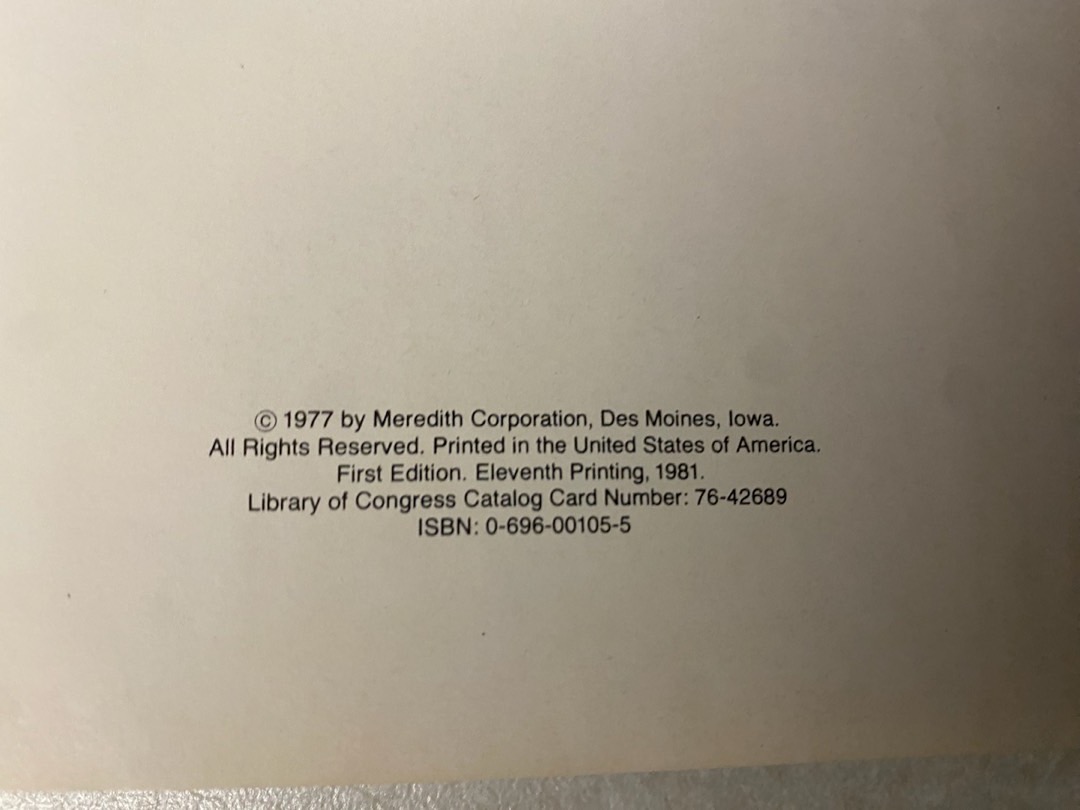 © 1977 by Meredith Corporation, Des Moines, Iowa.
All Rights Reserved. Printed in the United States of America.
First Edition. Eleventh Printing, 1981.
Library of Congress Catalog Card Number: 76-42689
ISBN: 0-696-00105-5